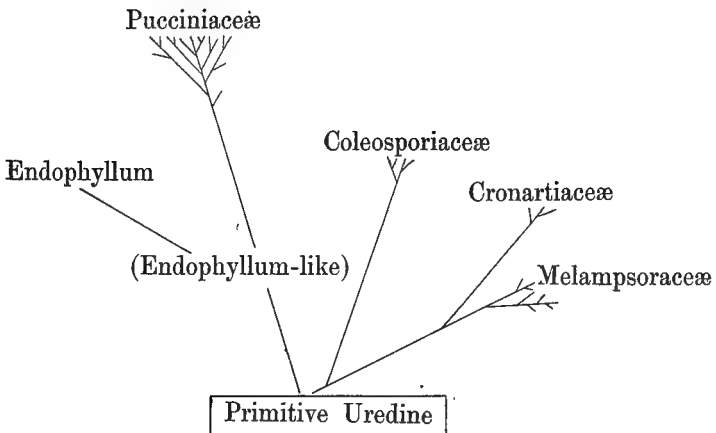 Pucciniaceæ
Coleosporiaceæ
Endophyllum
Cronartiaceæ
(Endophyllum-like)
Melampsoraceæ
Primitive Uredine